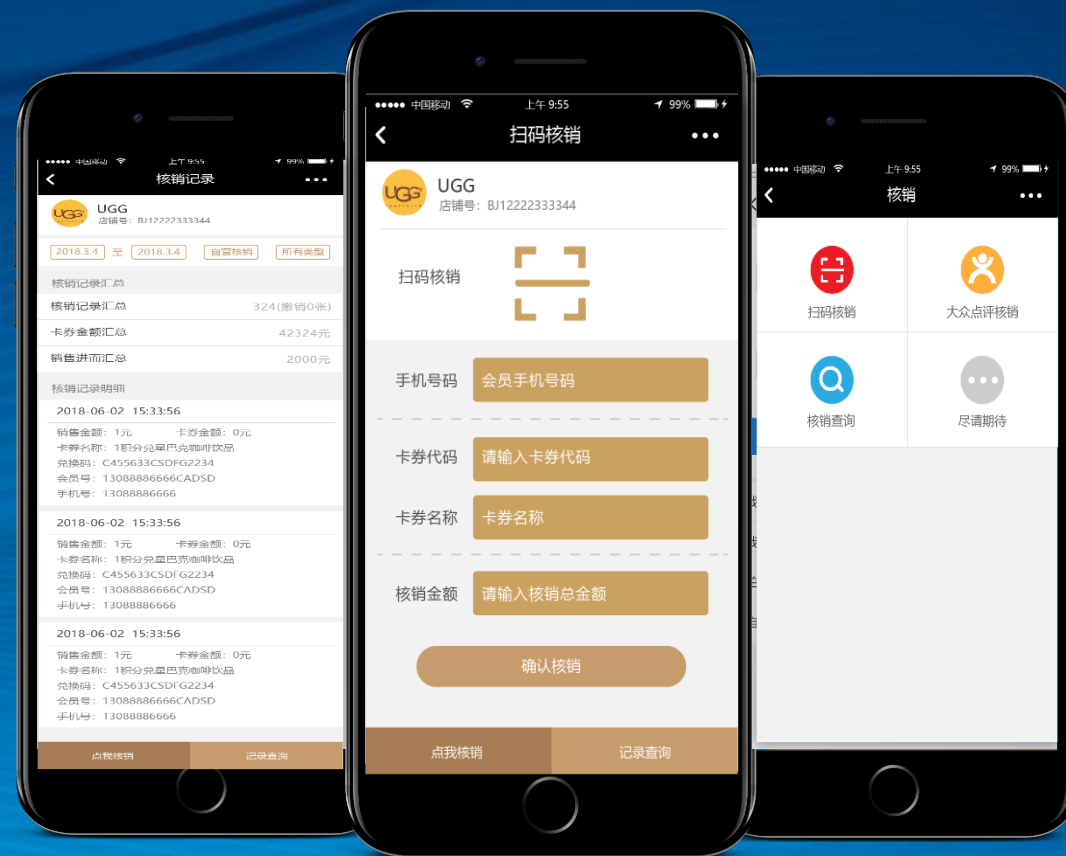 中国移动
上午 9:55
99%
核销记录
UGG
UGG
店铺号：BJ12222333344
2018.3.4 至 2018.3.4 自营核销 所有类型
核销记录汇总
核销记录汇总 324(撤销0张)
卡券金额汇总 42324元
销售进而汇总 2000元
核销记录明细
2018-06-02 15:33:56
销售金额：1元 卡券金额：0元
卡券名称：1积分兑星巴克咖啡饮品
兑换码：C455633CSDFG2234
会员号：13088886666CADSD
手机号：13088886666
2018-06-02 15:33:56
销售金额：1元 卡券金额：0元
卡券名称：1积分兑星巴克咖啡饮品
兑换码：C455633CSDFG2234
会员号：13088886666CADSD
手机号：13088886666
2018-06-02 15:33:56
销售金额：1元 卡券金额：0元
卡券名称：1积分兑星巴克咖啡饮品
兑换码：C455633CSDFG2234
会员号：13088886666CADSD
手机号：13088886666
点我核销 记录查询
中国移动 上午 9:55 99%
扫码核销
UGG
UGG
店铺号：BJ12222333344
扫码核销
手机号码 会员手机号码
卡券代码 请输入卡券代码
卡券名称 卡券名称
核销金额 请输入核销总金额
确认核销
点我核销 记录查询
中国移动 上午 9:55 99%
核销
扫码核销 大众点评核销
核销查询 尽请期待